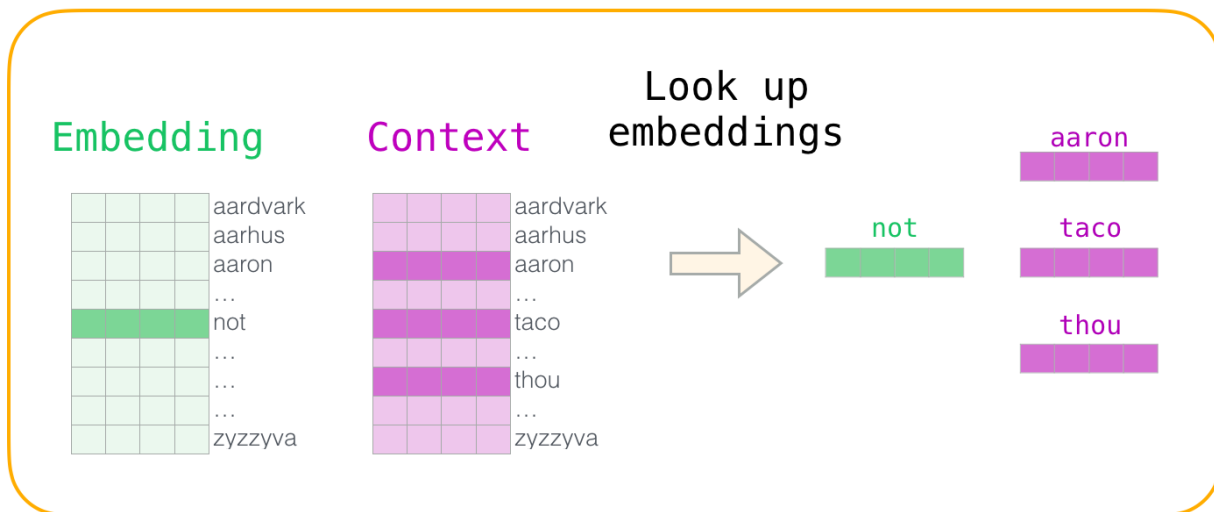 Embedding
aardvark
aarhus
aaron
...
not
...
...
...
zyzzyva
Context
aardvark
aarhus
aaron
...
taco
...
thou
...
zyzzyva
Look up
embeddings
not
aaron
taco
thou